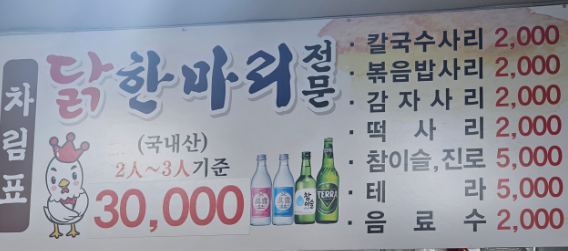 차림표
닭한마리 전문
(국내산)
2人~3人기준
30,000
· 칼국수사리 2,000
· 볶음밥사리 2,000
· 감자사리 2,000
· 떡사리 2,000
· 참이슬,진로 5,000
· 테라 5,000
· 음료수 2,000
TERRA